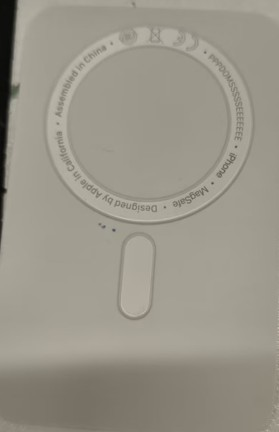 iPhone • MagSafe • Designed by Apple in California • Assembled in China •